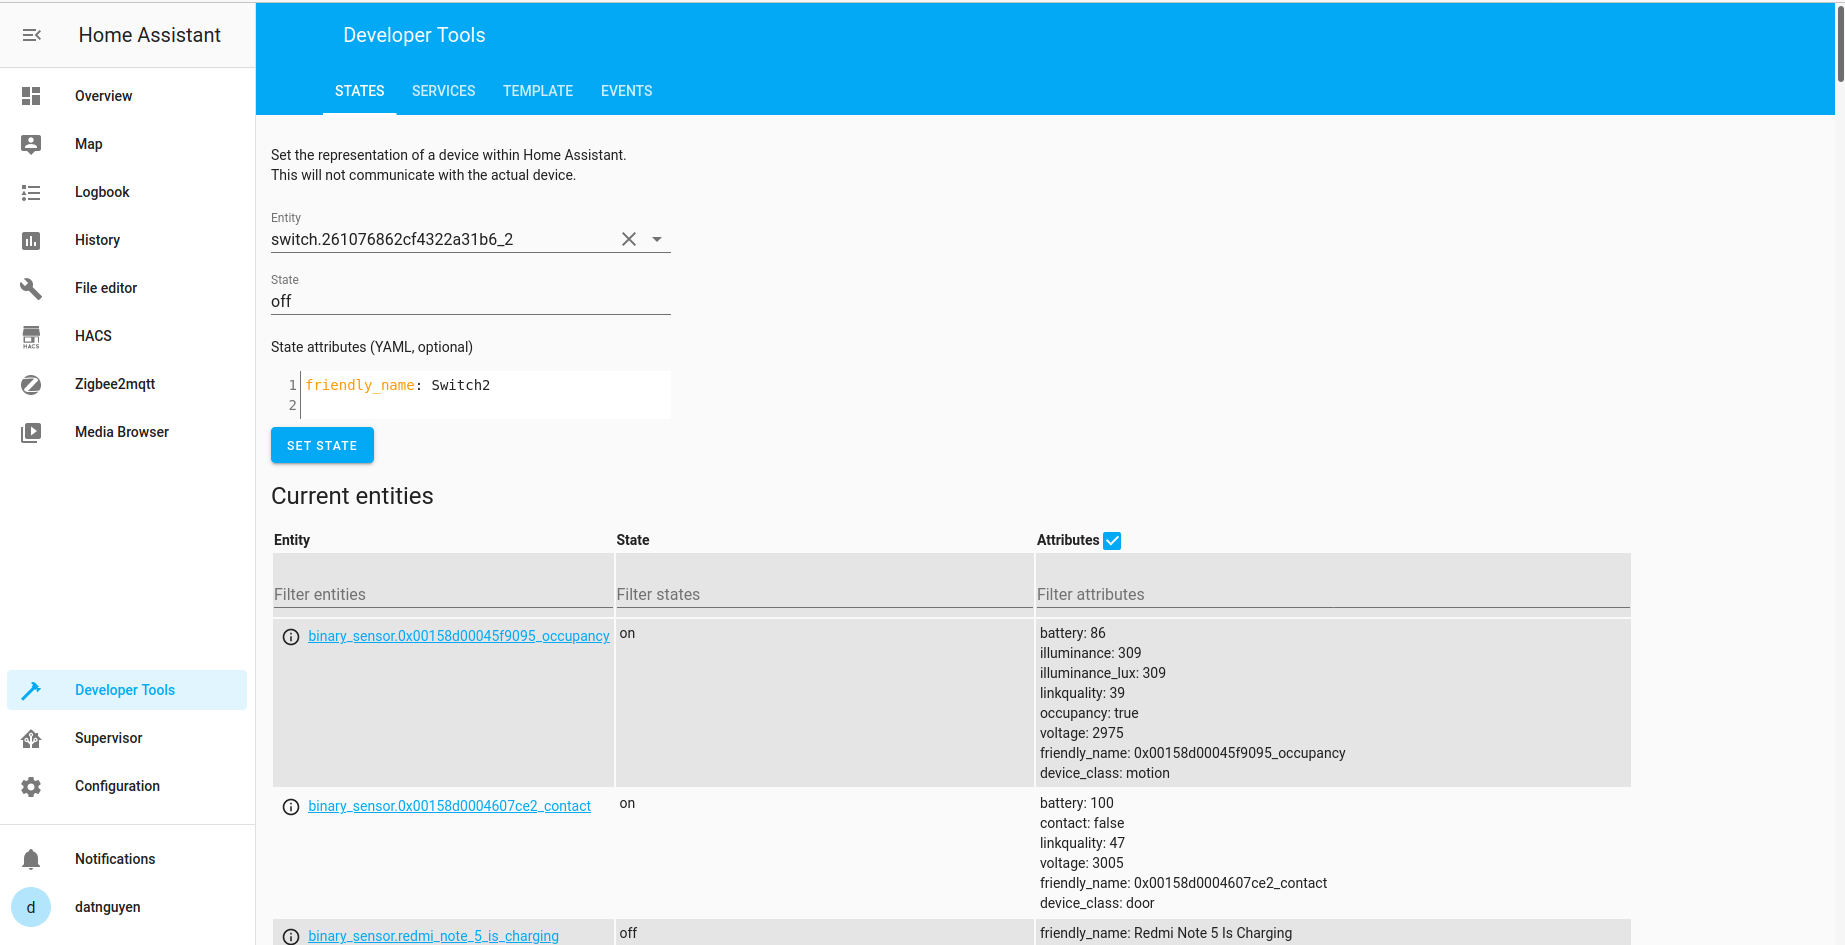 Home Assistant
Developer Tools
STATES SERVICES TEMPLATE EVENTS
Overview
Map
Logbook
History
File editor
HACS
HACS
Zigbee2mqtt
Media Browser
Developer Tools
Supervisor
Configuration
Notifications
d datnguyen
Set the representation of a device within Home Assistant.
This will not communicate with the actual device.
Entity
switch.261076862cf4322a31b6_2
State
off
State attributes (YAML, optional)
1 friendly_name: Switch2
2
SET STATE
Current entities
Entity State Attributes
Filter entities Filter states Filter attributes
binary_sensor.0x00158d00045f9095_occupancy on battery: 86
illuminance: 309
illuminance_lux: 309
linkquality: 39
occupancy: true
voltage: 2975
friendly_name: 0x00158d00045f9095_occupancy
device_class: motion
binary_sensor.0x00158d0004607ce2_contact on battery: 100
contact: false
linkquality: 47
voltage: 3005
friendly_name: 0x00158d0004607ce2_contact
device_class: door
binary_sensor.redmi_note_5_is_charging off friendly_name: Redmi Note 5 Is Charging